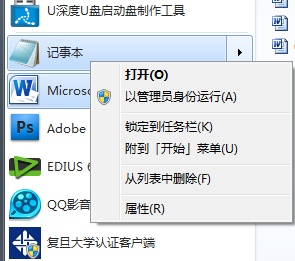 U深度U盘启动盘制作工具
记事本
打开(O)
Microso
以管理员身份运行(A)
Adobe
锁定到任务栏(K)
附到「开始」菜单(U)
EDIUS 6
从列表中删除(F)
QQ影音
属性(R)
复旦大学认证客户端